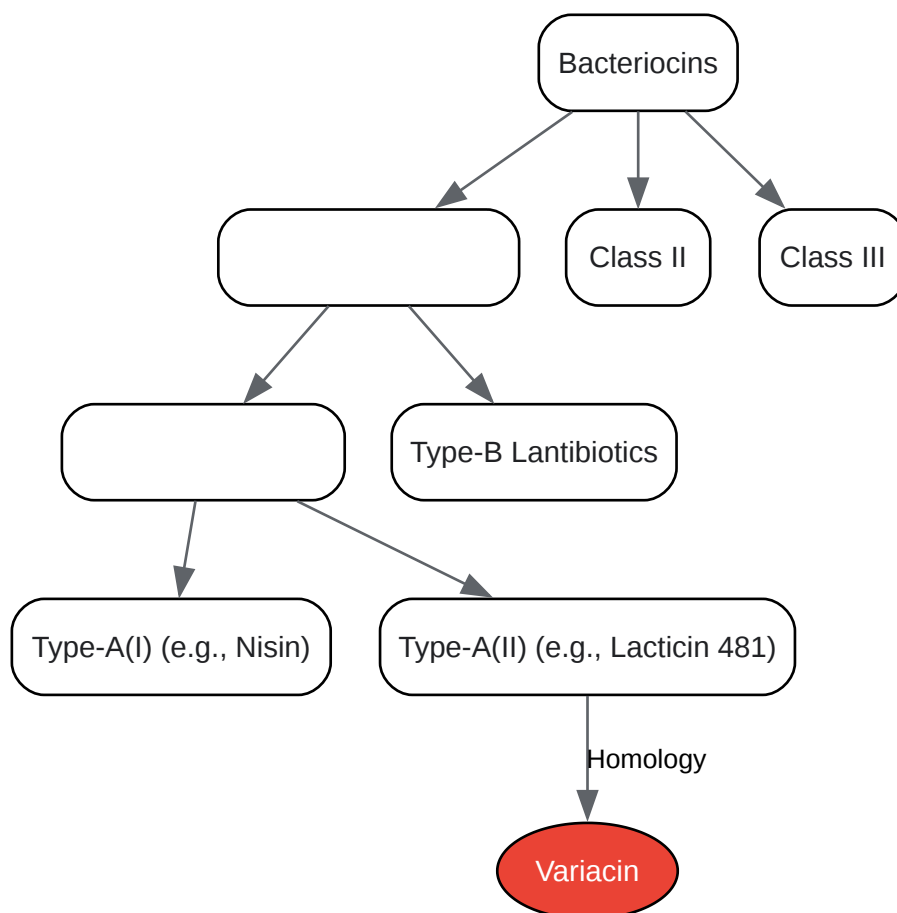 Bacteriocins
Class II
Class III
Type-B Lantibiotics
Type-A(I) (e.g., Nisin)
Type-A(II) (e.g., Lacticin 481)
Homology
Variacin